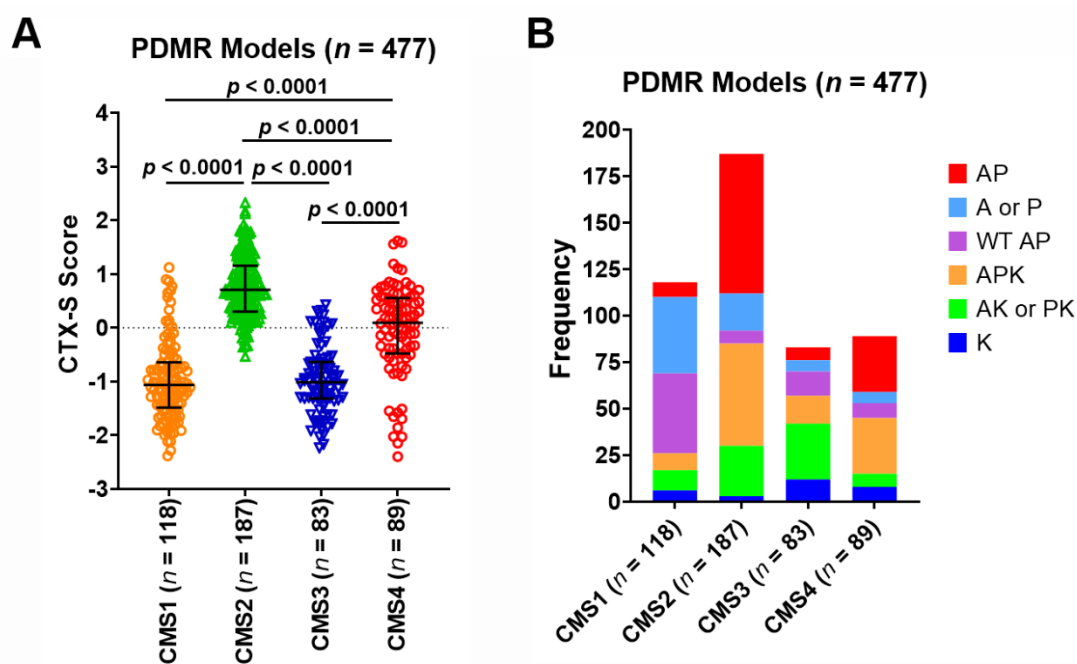 A
PDMR Models (n = 477)
p < 0.0001
p < 0.0001
p < 0.0001 p < 0.0001
p < 0.0001
CTX-S Score
4
3
2
1
0
-1
-2
-3
CMS1 (n = 118)
CMS2 (n = 187)
CMS3 (n = 83)
CMS4 (n = 89)
B
PDMR Models (n = 477)
Frequency
200
175
150
125
100
75
50
25
0
CMS1 (n = 118)
CMS2 (n = 187)
CMS3 (n = 83)
CMS4 (n = 89)
AP
A or P
WT AP
APK
AK or PK
K